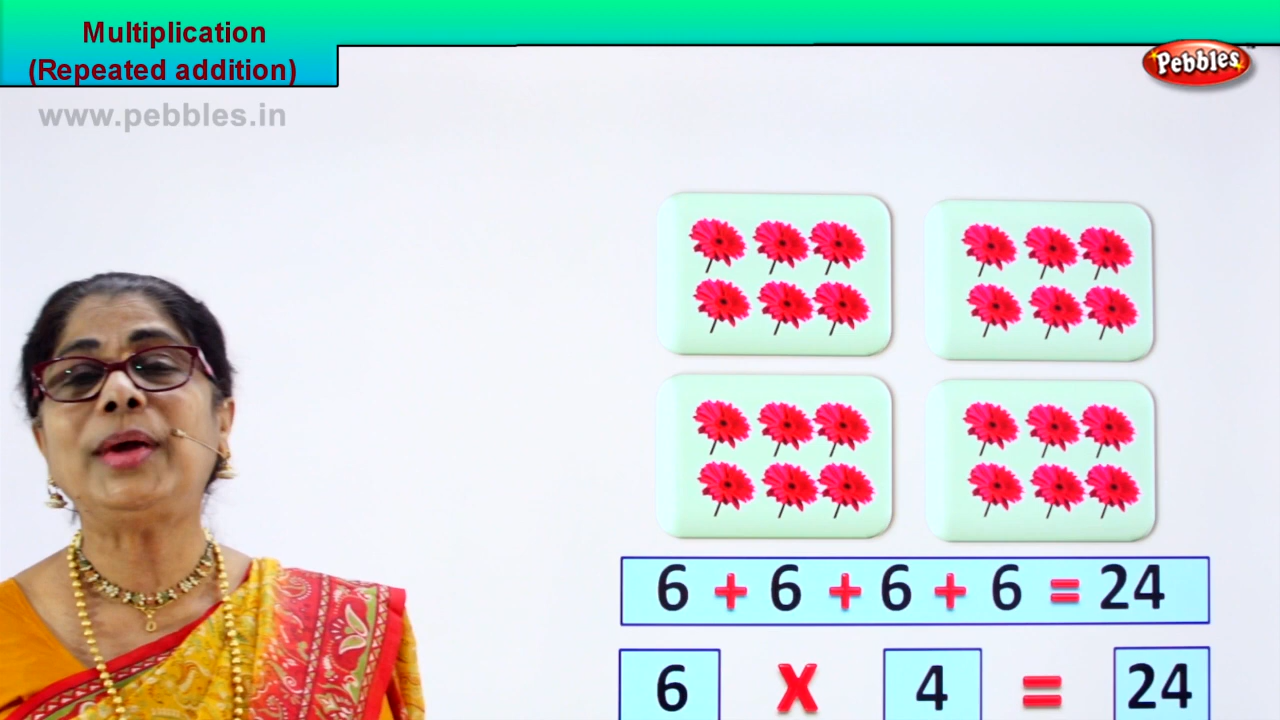 Multiplication
(Repeated addition)
www.pebbles.in
Pebbles
6 + 6 + 6 + 6 = 24
6 X 4 = 24